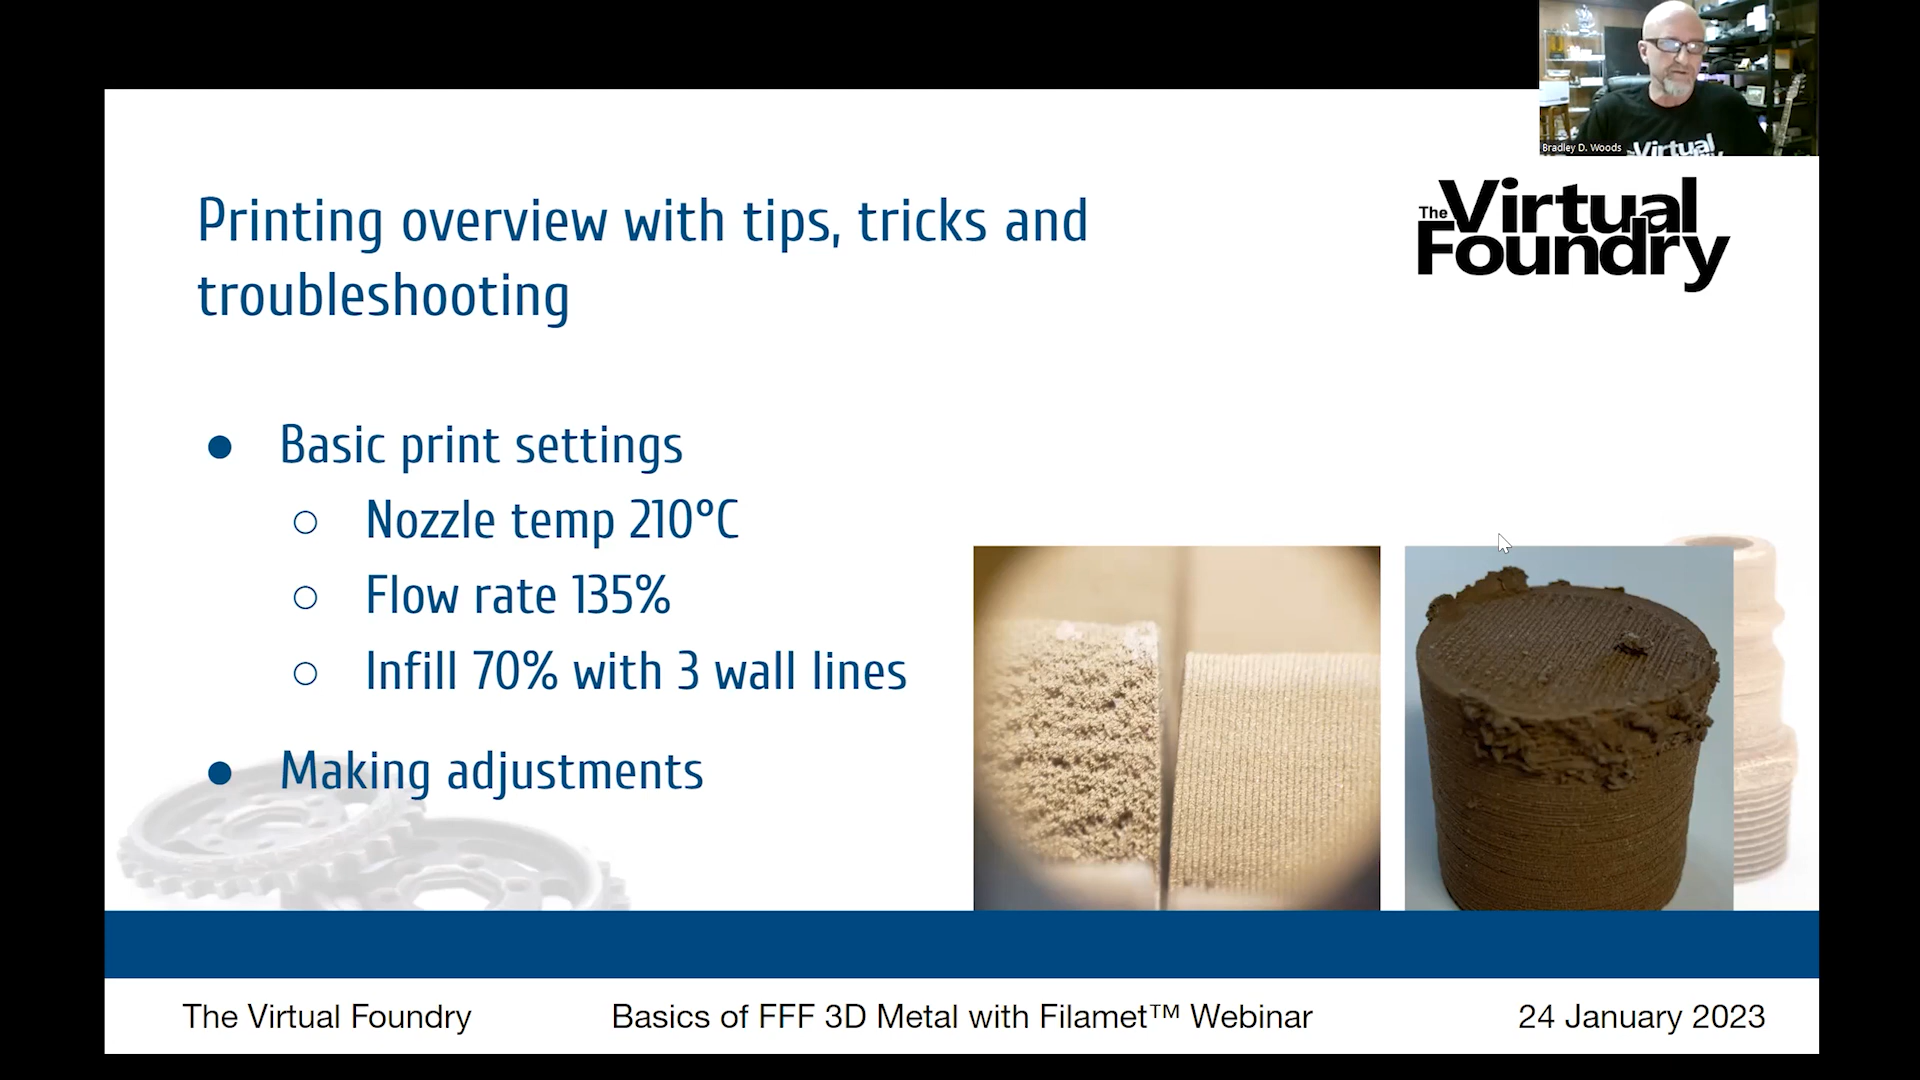 Bradley D. Woods
The Virtual
The Virtual
Foundry
Printing overview with tips, tricks and
troubleshooting
● Basic print settings
○ Nozzle temp 210°C
○ Flow rate 135%
○ Infill 70% with 3 wall lines
● Making adjustments
The Virtual Foundry
Basics of FFF 3D Metal with Filamet™ Webinar
24 January 2023